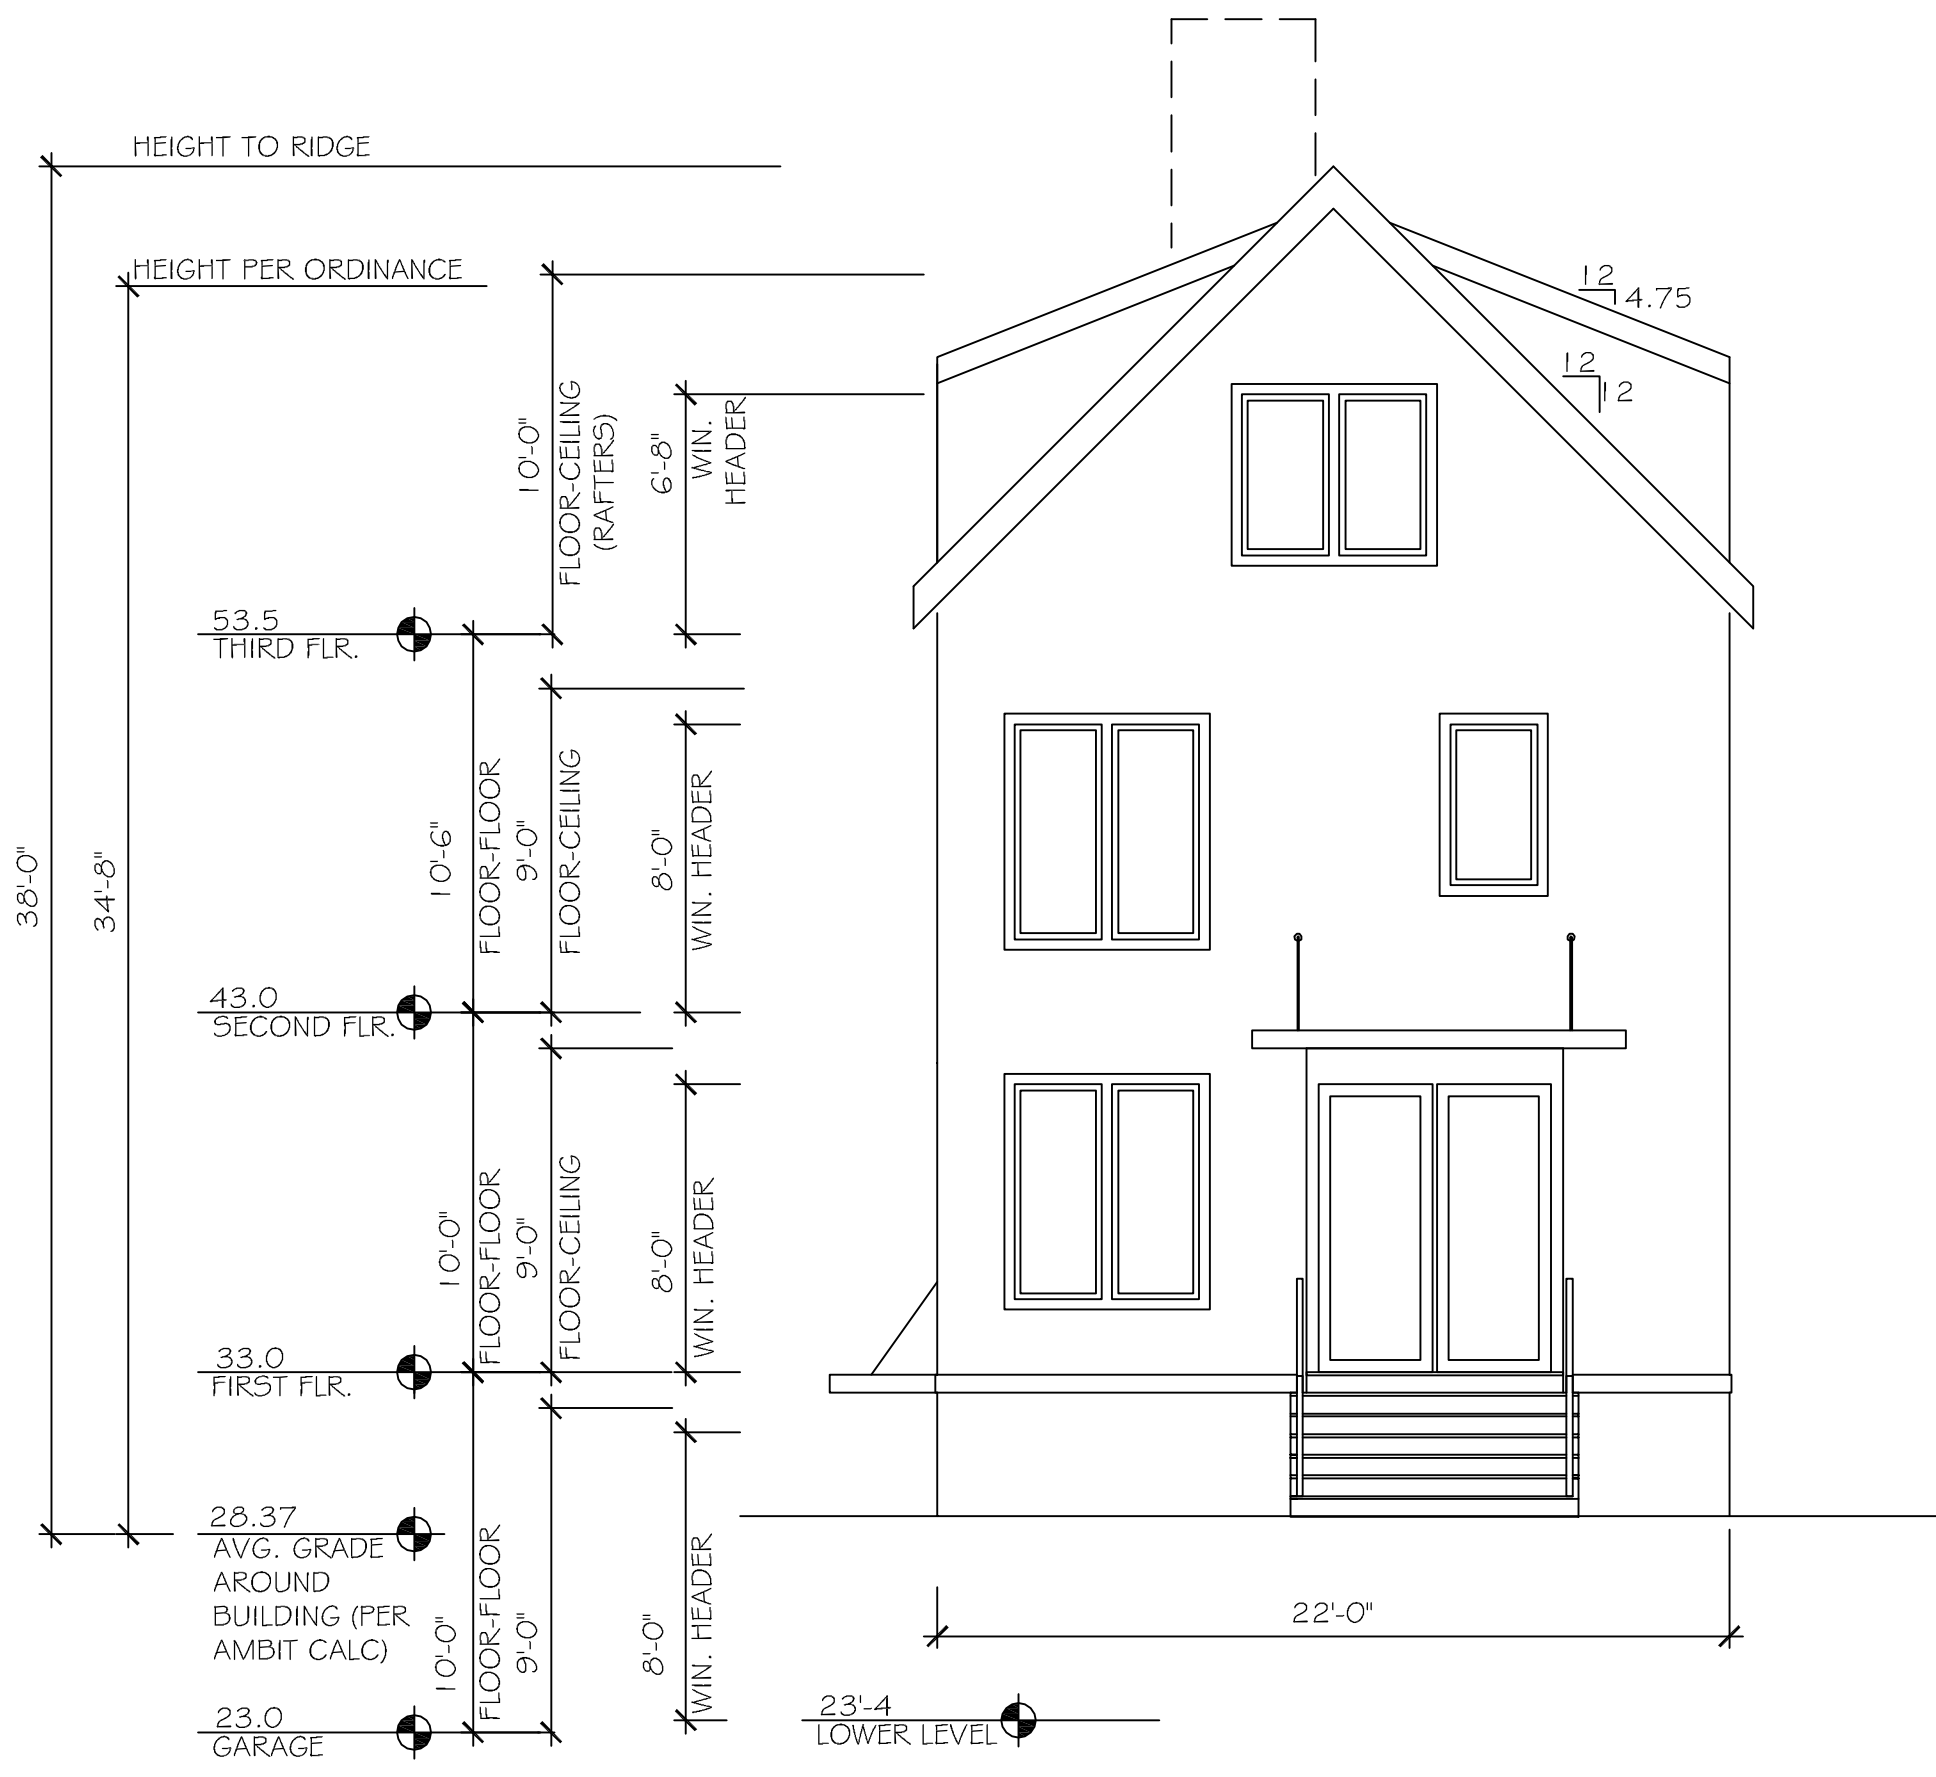 HEIGHT TO RIDGE
HEIGHT PER ORDINANCE
12
4.75
12
12
10'-0"
FLOOR-CEILING
(RAFTERS)
6'-8"
WIN.
HEADER
53.5
THIRD FLR.
38'-0"
34'-8"
10'-6"
FLOOR-FLOOR
9'-0"
FLOOR-CEILING
8'-0"
WIN. HEADER
43.0
SECOND FLR.
10'-0"
FLOOR-FLOOR
9'-0"
FLOOR-CEILING
8'-0"
WIN. HEADER
33.0
FIRST FLR.
28.37
AVG. GRADE
AROUND
BUILDING (PER
AMBIT CALC)
10'-0"
FLOOR-FLOOR
9'-0"
8'-0"
WIN. HEADER
22'-0"
23.0
GARAGE
23'-4
LOWER LEVEL